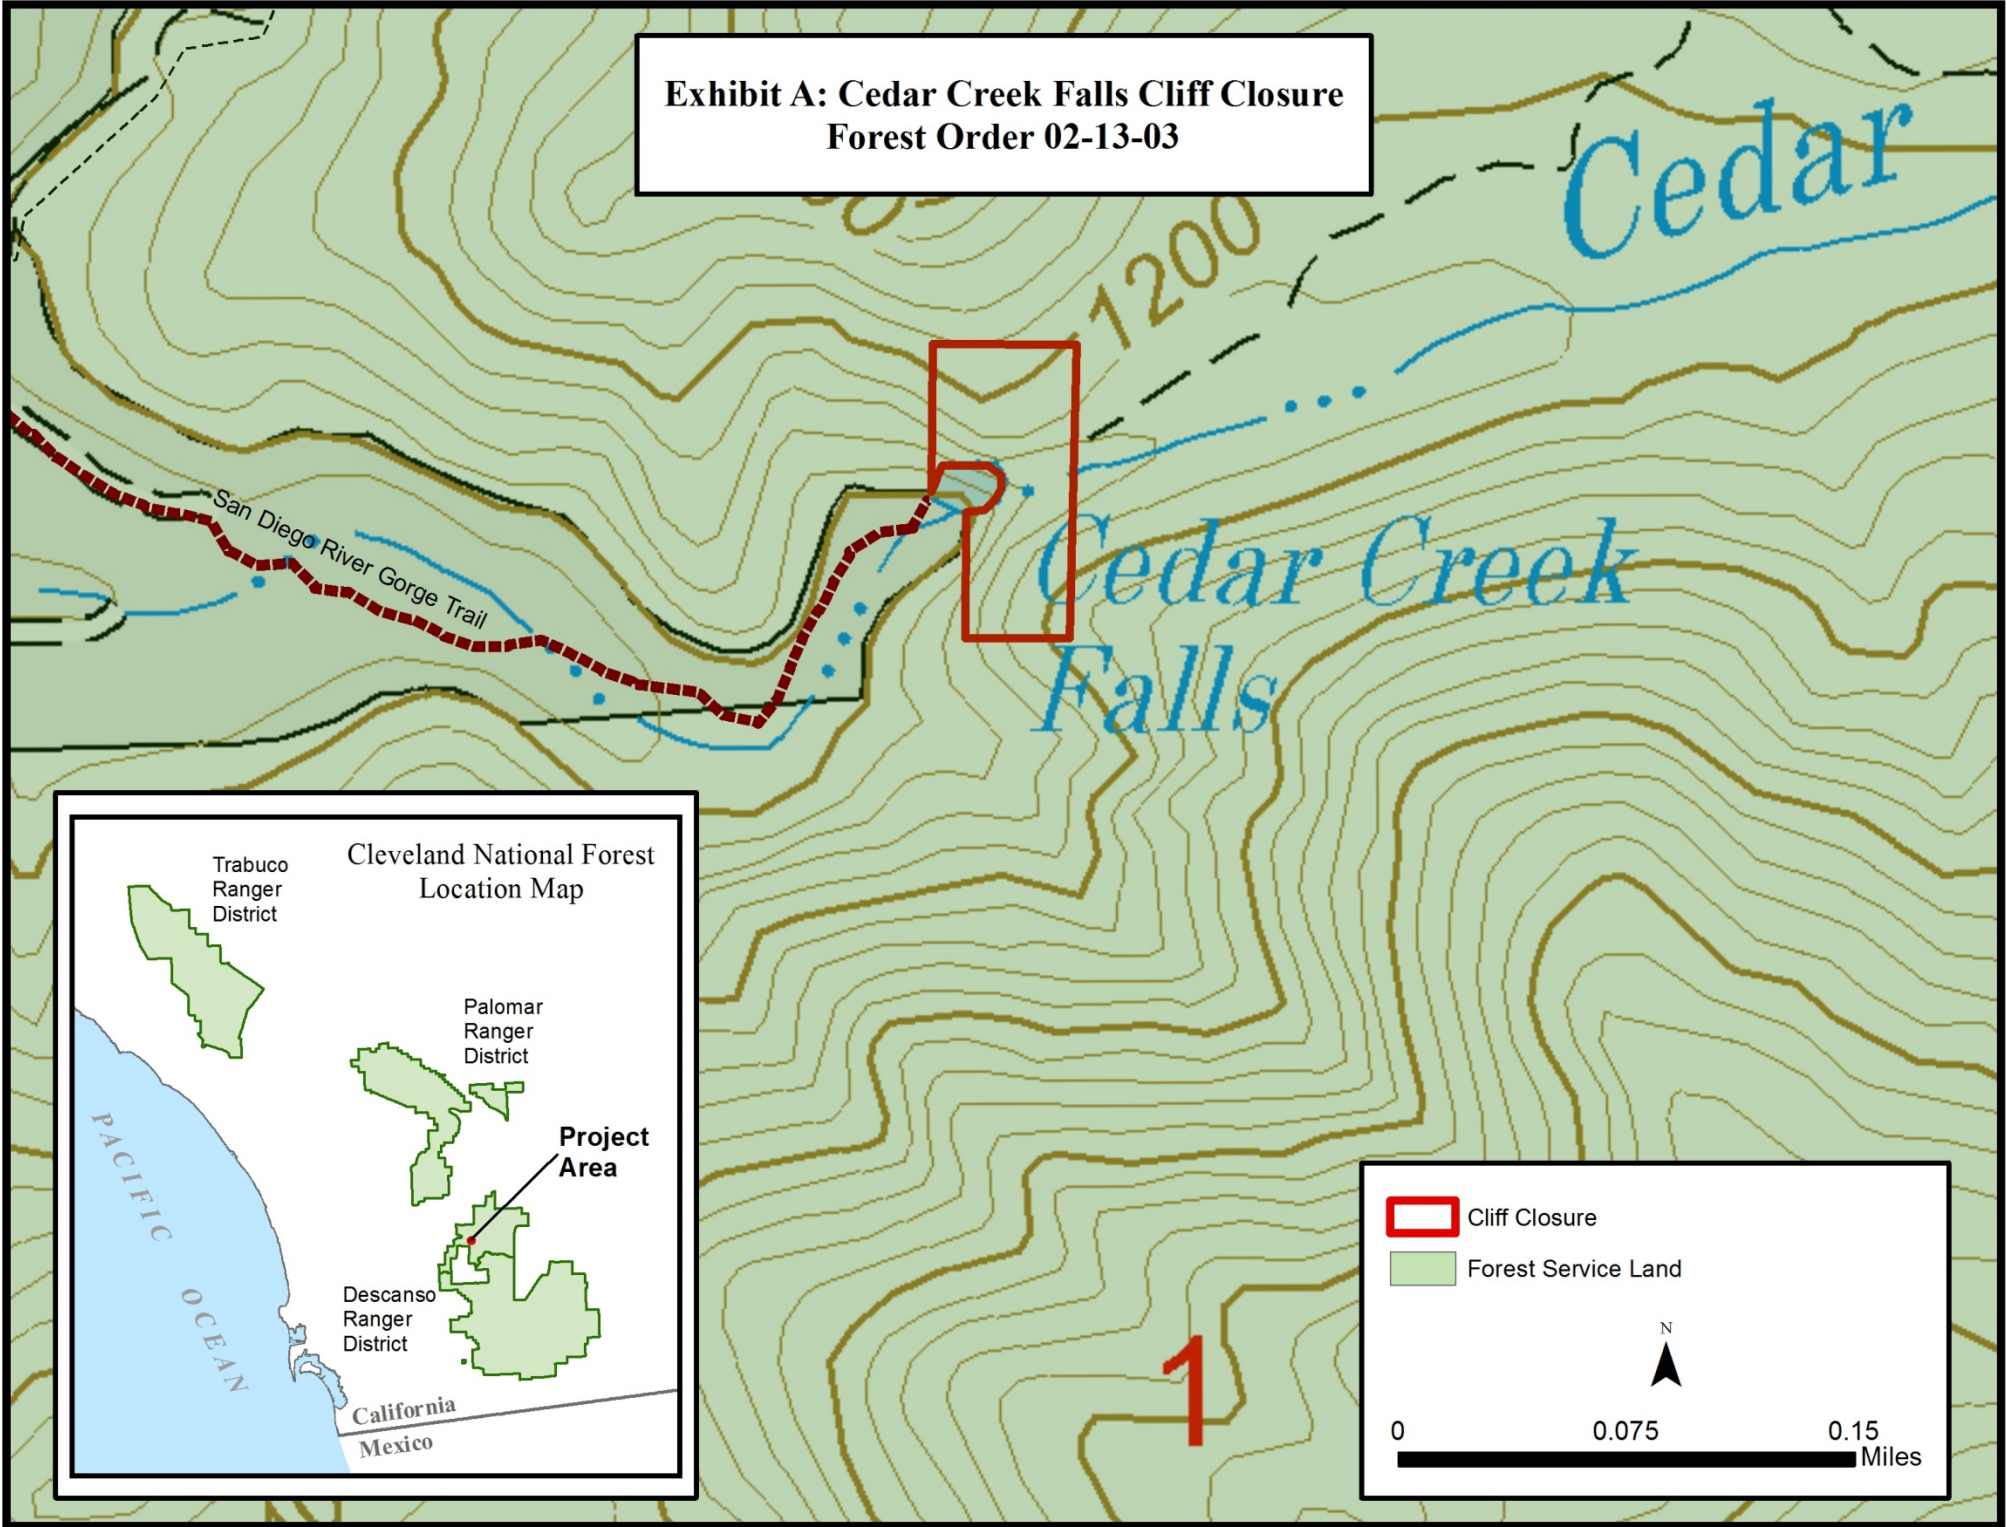 Exhibit A: Cedar Creek Falls Cliff Closure
Forest Order 02-13-03
Cedar
1200
San Diego River Gorge Trail
Cedar Creek
Falls
Cleveland National Forest
Location Map
Trabuco
Ranger
District
Palomar
Ranger
District
Project
Area
Descanso
Ranger
District
PACIFIC
OCEAN
California
Mexico
1
Cliff Closure
Forest Service Land
N
0 0.075 0.15
Miles